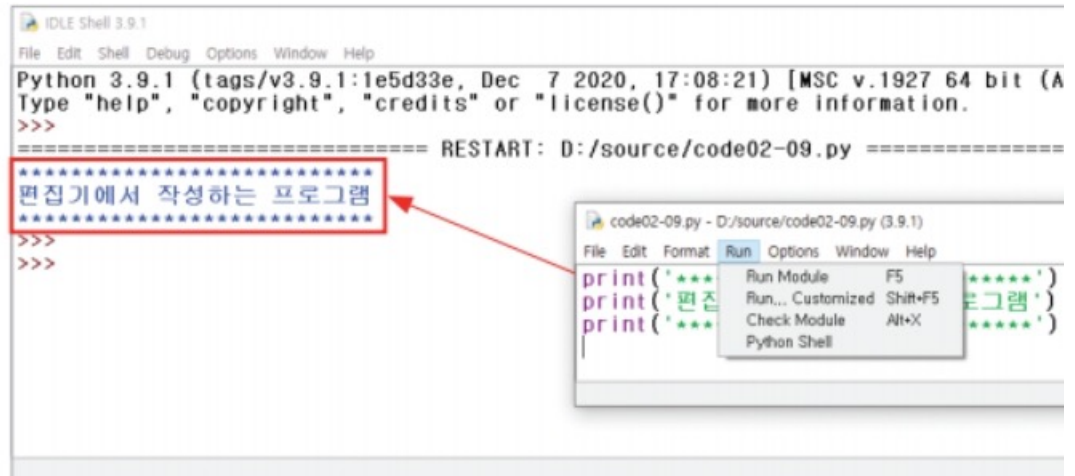 IDLE Shell 3.9.1
File Edit Shell Debug Options Window Help
Python 3.9.1 (tags/v3.9.1:1e5d33e, Dec 7 2020, 17:08:21) [MSC v.1927 64 bit (A
Type "help", "copyright", "credits" or "license()" for more information.
>>>
=============================== RESTART: D:/source/code02-09.py ===============
***************************
편집기에서 작성하는 프로그램
***************************
>>>
>>>
code02-09.py - D:/source/code02-09.py (3.9.1)
File Edit Format Run Options Window Help
print('*** *****')
print('편집 로그램')
print('*** *****')
Run Module F5
Run... Customized Shift+F5
Check Module Alt+X
Python Shell